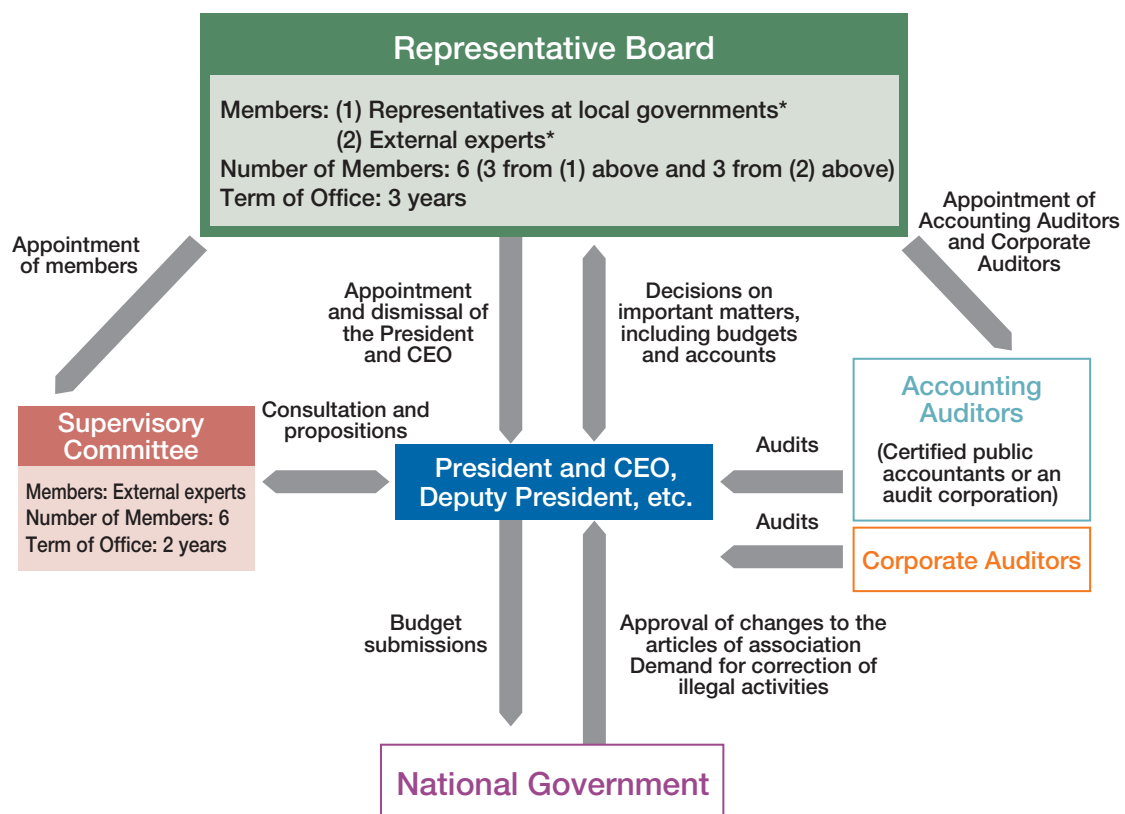 Representative Board
Members: (1) Representatives at local governments*
(2) External experts*
Number of Members: 6 (3 from (1) above and 3 from (2) above)
Term of Office: 3 years
Appointment
of members
Appointment
and dismissal of
the President
and CEO
Decisions on
important matters,
including budgets
and accounts
Appointment of
Accounting Auditors
and Corporate
Auditors
Supervisory
Committee
Members: External experts
Number of Members: 6
Term of Office: 2 years
Consultation and
propositions
President and CEO,
Deputy President, etc.
Audits
Audits
Accounting
Auditors
(Certified public
accountants or an
audit corporation)
Corporate Auditors
Budget
submissions
Approval of changes to the
articles of association
Demand for correction of
illegal activities
National Government